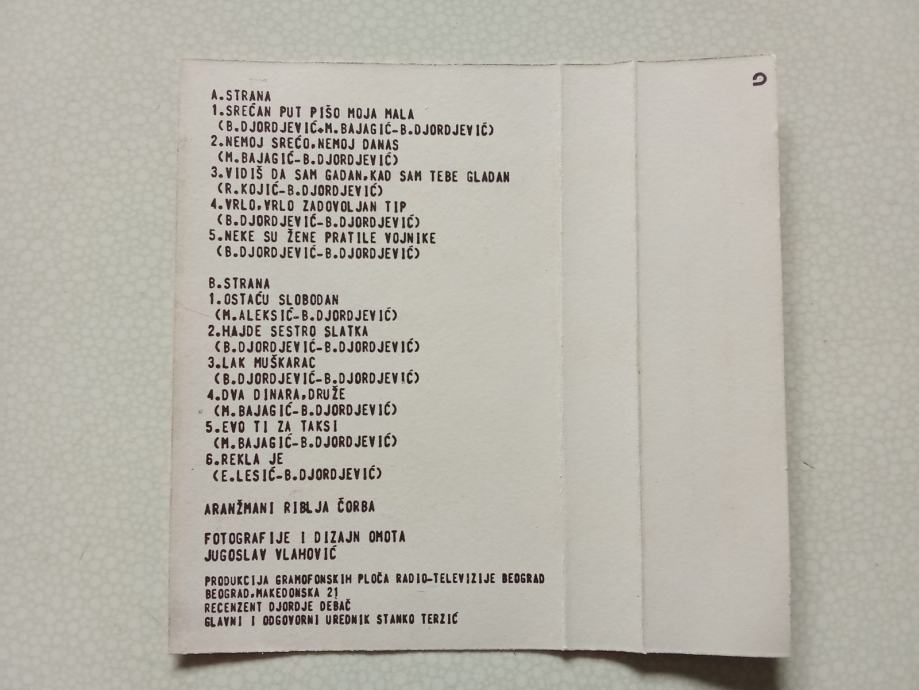 A.STRANA
1.SREĆAN PUT PIŠO MOJA MALA
(B.DJORDJEVIĆ+M.BAJAGIĆ-B.DJORDJEVIĆ)
2.NEMOJ SREĆO,NEMOJ DANAS
(M.BAJAGIĆ-B.DJORDJEVIĆ)
3.VIDIŠ DA SAM GADAN,KAD SAM TEBE GLADAN
(R.KOJIĆ-B.DJORDJEVIĆ)
4.VRLO,VRLO ZADOVOLJAN TIP
(B.DJORDJEVIĆ-B.DJORDJEVIĆ)
5.NEKE SU ŽENE PRATILE VOJNIKE
(B.DJORDJEVIĆ-B.DJORDJEVIĆ)
B.STRANA
1.OSTAĆU SLOBODAN
(M.ALEKSIĆ-B.DJORDJEVIĆ)
2.HAJDE SESTRO SLATKA
(B.DJORDJEVIĆ-B.DJORDJEVIĆ)
3.LAK MUŠKARAC
(B.DJORDJEVIĆ-B.DJORDJEVIĆ)
4.DVA DINARA,DRUŽE
(M.BAJAGIĆ-B.DJORDJEVIĆ)
5.EVO TI ZA TAKSI
(M.BAJAGIĆ-B.DJORDJEVIĆ)
6.REKLA JE
(E.LESIĆ-B.DJORDJEVIĆ)
ARANŽMANI RIBLJA ČORBA
FOTOGRAFIJE I DIZAJN OMOTA
JUGOSLAV VLAHOVIĆ
PRODUKCIJA GRAMOFONSKIH PLOČA RADIO-TELEVIZIJE BEOGRAD
BEOGRAD,MAKEDONSKA 21
RECENZENT DJORDJE DEBAČ
GLAVNI I ODGOVORNI UREDNIK STANKO TERZIĆ